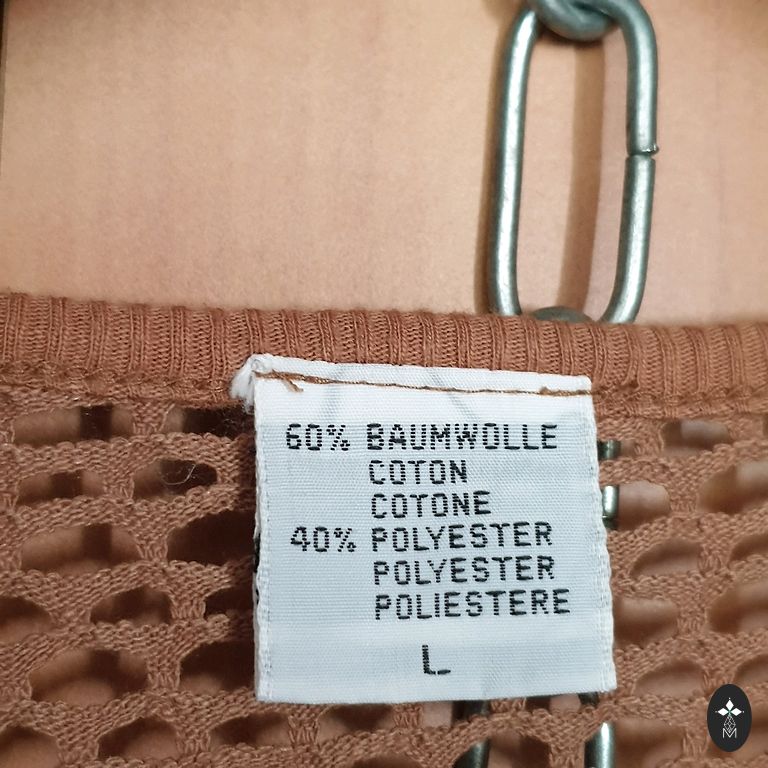 60% BAUMWOLLE
COTON
COTONE
40% POLYESTER
POLYESTER
POLIESTERE
L
M